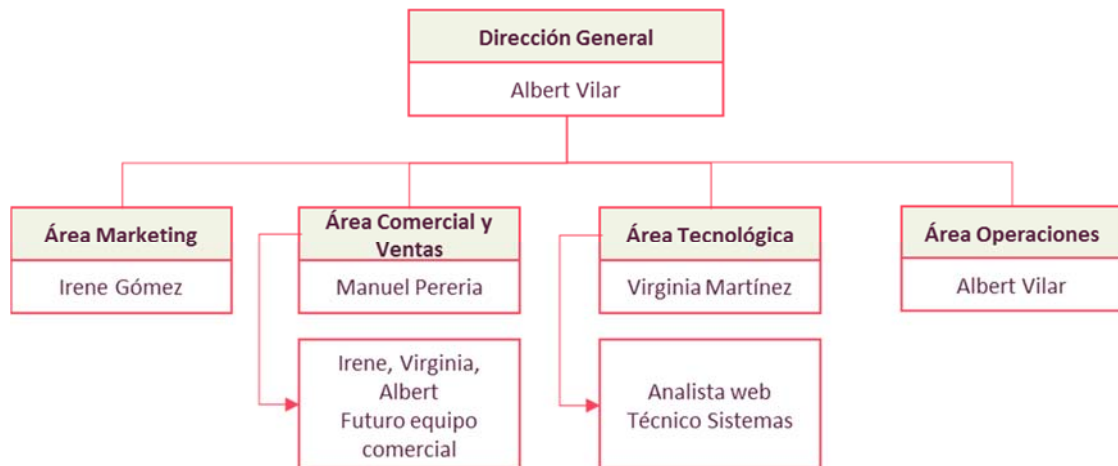 Dirección General
Albert Vilar
Área Marketing
Irene Gómez
Área Comercial y
Ventas
Manuel Pereria
Área Tecnológica
Virginia Martínez
Área Operaciones
Albert Vilar
Irene, Virginia,
Albert
Futuro equipo
comercial
Analista web
Técnico Sistemas